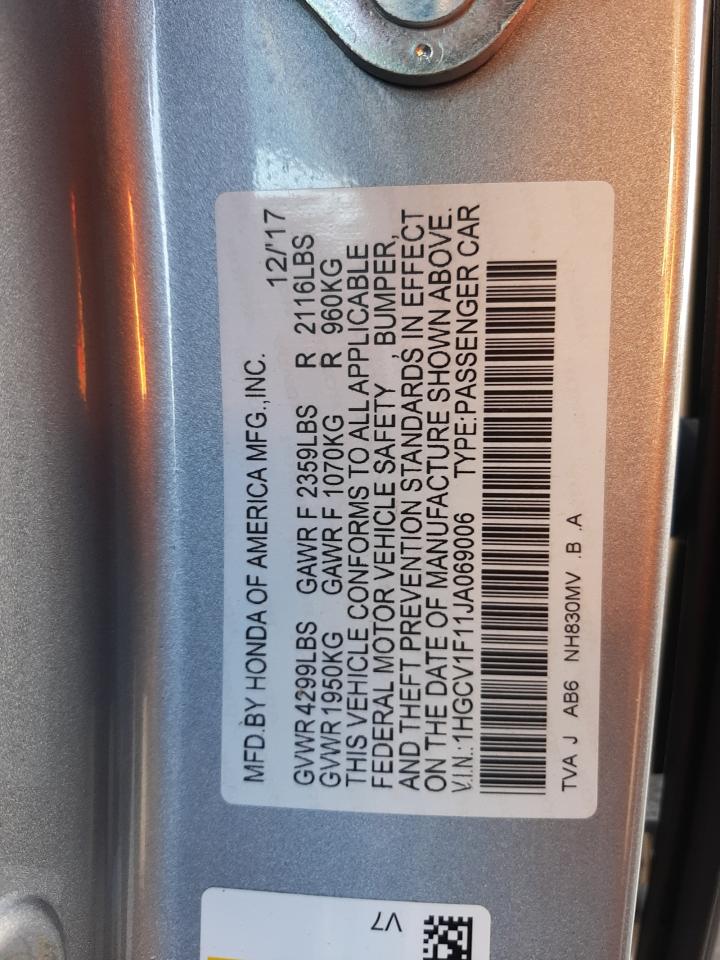 MFD.BY HONDA OF AMERICA MFG.,INC. 12/'17
GVWR 4299LBS GAWR F 2359LBS R 2116LBS
GVWR 1950KG GAWR F 1070KG R 960KG
THIS VEHICLE CONFORMS TO ALL APPLICABLE
FEDERAL MOTOR VEHICLE SAFETY , BUMPER,
AND THEFT PREVENTION STANDARDS IN EFFECT
ON THE DATE OF MANUFACTURE SHOWN ABOVE.
V.I.N.: 1HGCV1F11JA069006 TYPE:PASSENGER CAR
TVA J AB6 NH830MV .B .A
V7